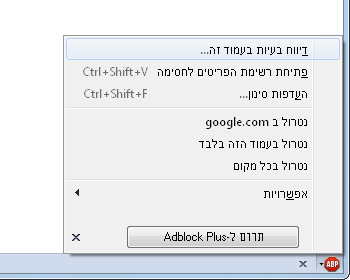 דיווח בעיות בעמוד זה...
פתיחת רשימת הפריטים לחסימה Ctrl+Shift+V
העדפות סינון... Ctrl+Shift+F
נטרול ב google.com
נטרול בעמוד הזה בלבד
נטרול בכל מקום
אפשרויות
תרום ל-Adblock Plus
ABP